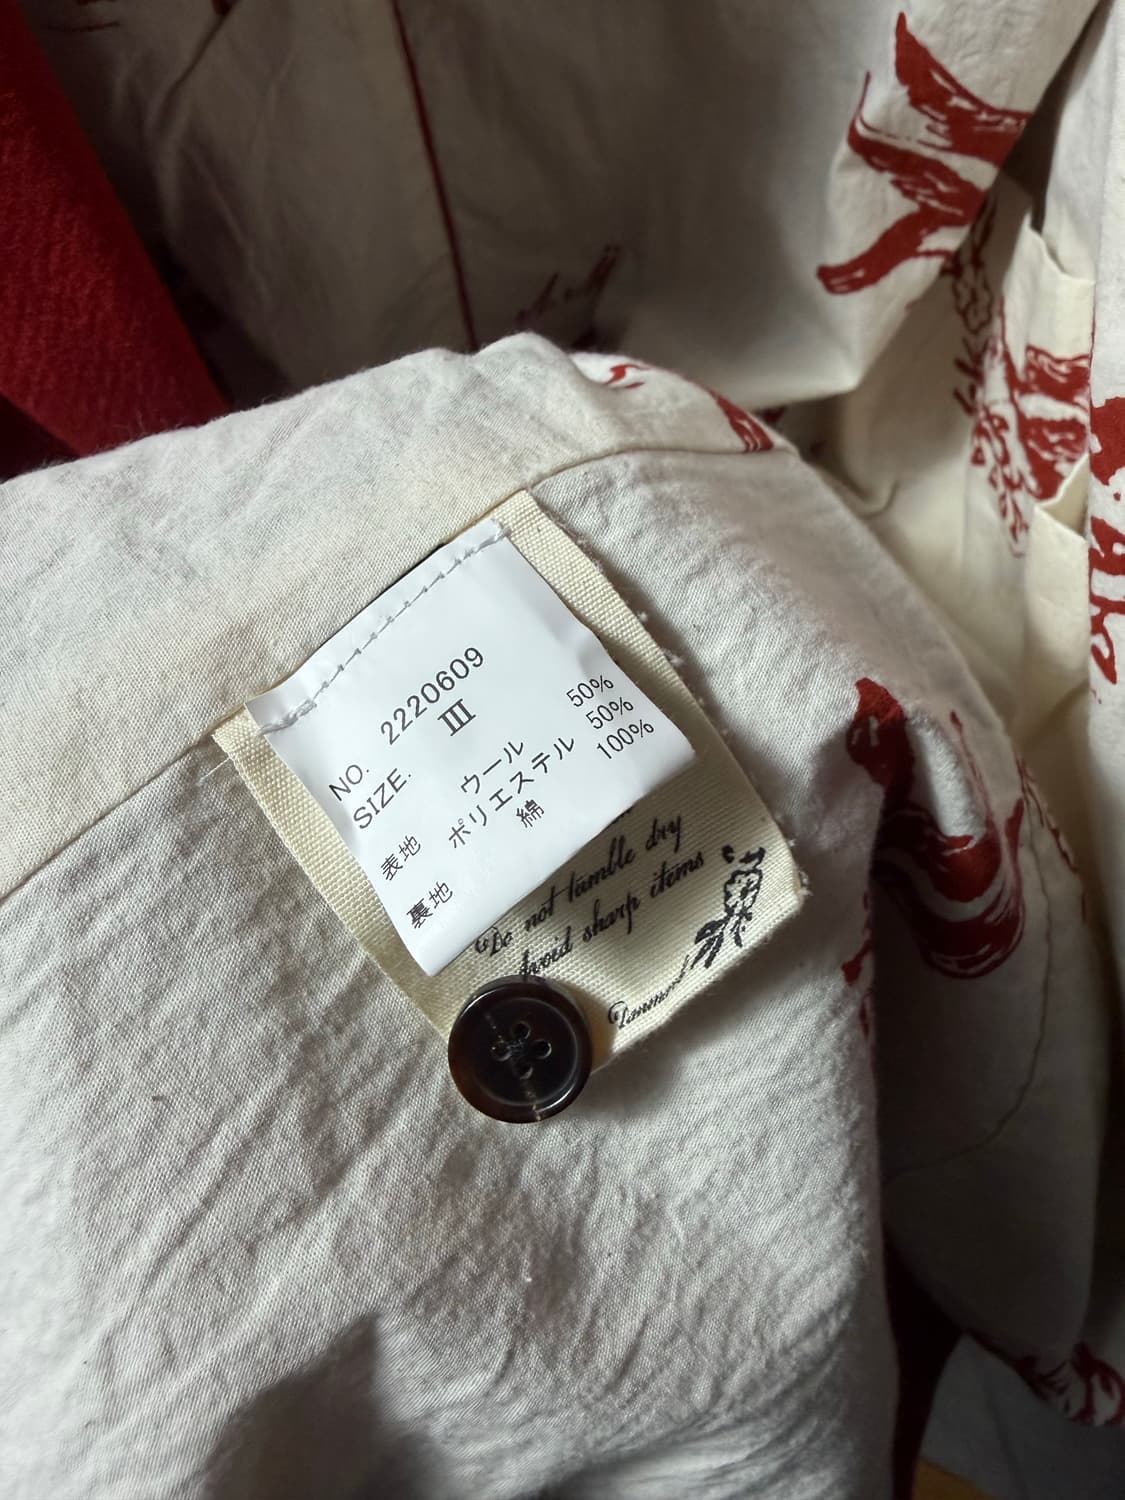 NO. 2220609
SIZE. III
表地 ウール 50%
ポリエステル 50%
裏地 綿 100%
Do not tumble dry
Avoid sharp items